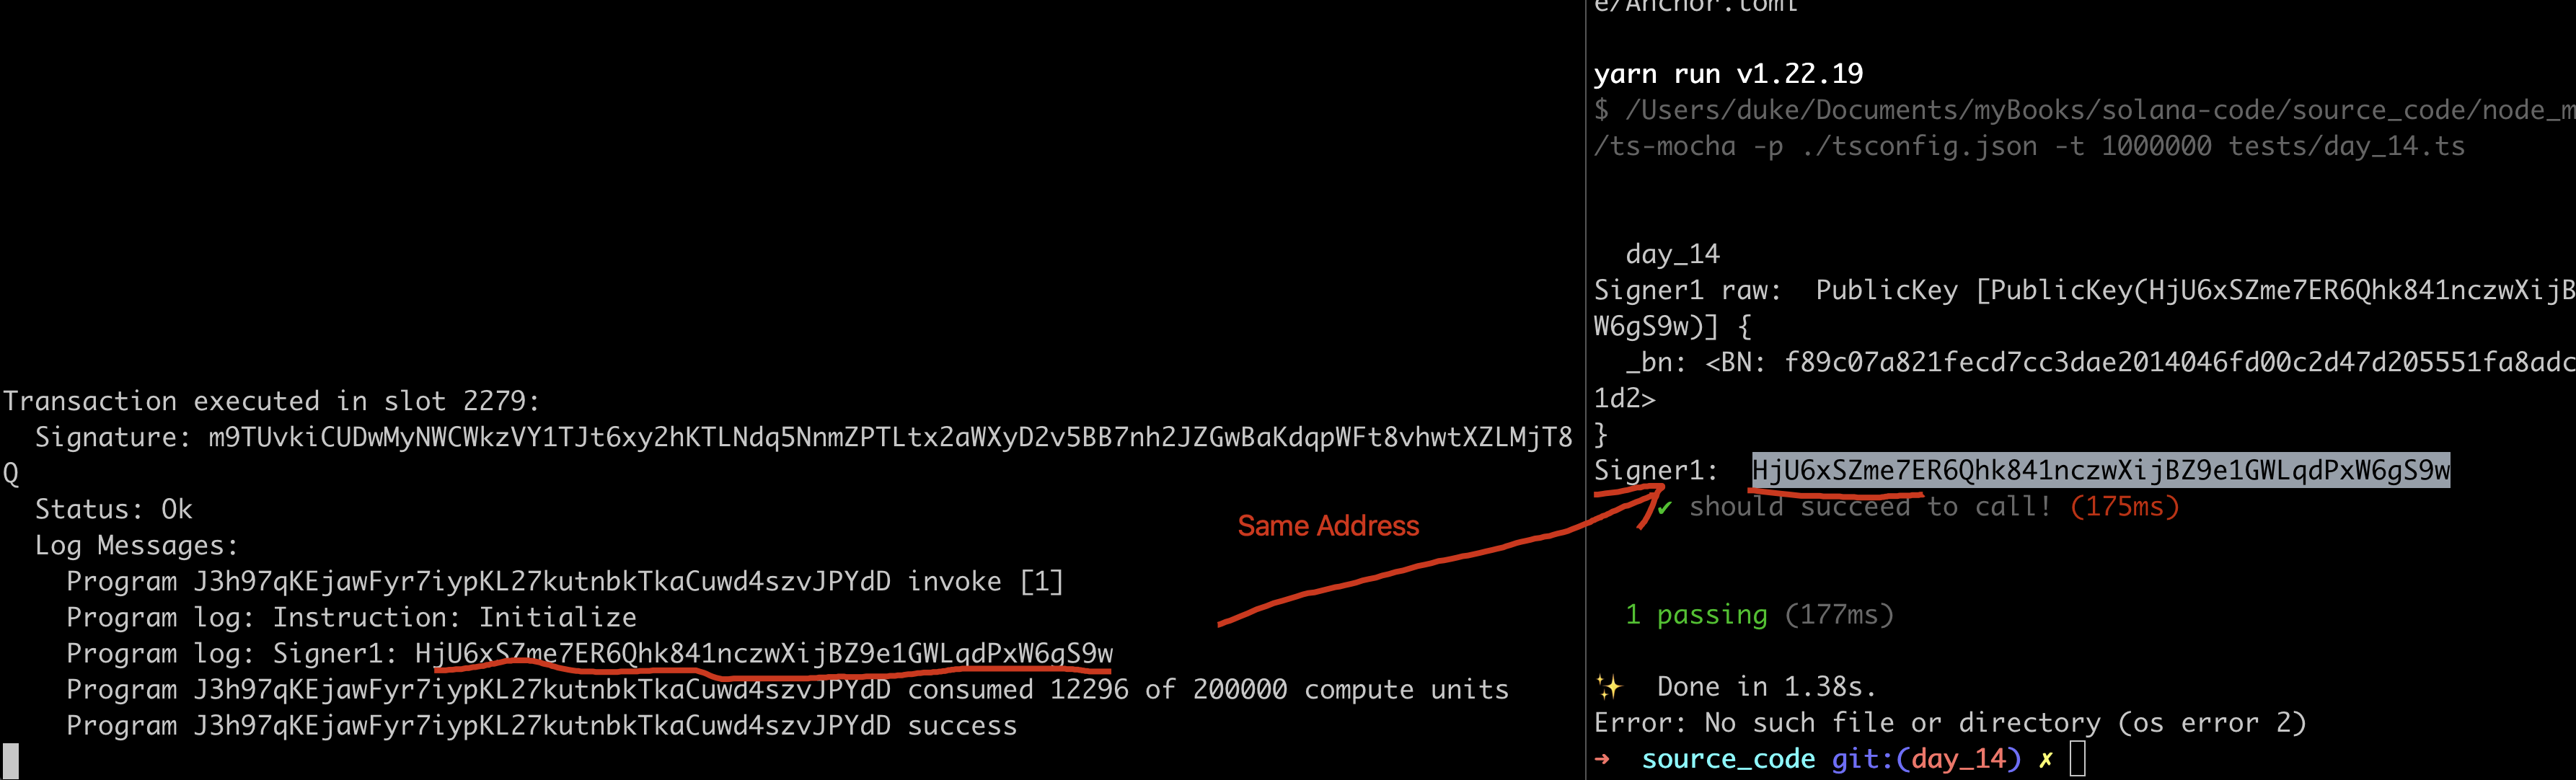 Transaction executed in slot 2279:
Signature: m9TUvkiCUDwMyNWCWkzVY1TJt6xy2hKTLNdq5NnmZPTLtx2aWXyD2v5BB7nh2JZGwBaKdqpWFt8vhwtXZLMjT8
Q
Status: Ok
Log Messages:
Program J3h97qKEjawFyr7iypKL27kutnbkTkaCuwd4szvJPYdD invoke [1]
Program log: Instruction: Initialize
Program log: Signer1: HjU6xSZme7ER6Qhk841nczwXijBZ9e1GWLqdPxW6gS9w
Program J3h97qKEjawFyr7iypKL27kutnbkTkaCuwd4szvJPYdD consumed 12296 of 200000 compute units
Program J3h97qKEjawFyr7iypKL27kutnbkTkaCuwd4szvJPYdD success
Same Address
e/Anchor.toml
yarn run v1.22.19
$ /Users/duke/Documents/myBooks/solana-code/source_code/node_m
/ts-mocha -p ./tsconfig.json -t 1000000 tests/day_14.ts
day_14
Signer1 raw:  PublicKey [PublicKey(HjU6xSZme7ER6Qhk841nczwXijB
W6gS9w)] {
_bn: <BN: f89c07a821fecd7cc3dae2014046fd00c2d47d205551fa8adc
1d2>
}
Signer1:  HjU6xSZme7ER6Qhk841nczwXijBZ9e1GWLqdPxW6gS9w
✔ should succeed to call! (175ms)
1 passing (177ms)
✨  Done in 1.38s.
Error: No such file or directory (os error 2)
➜  source_code git:(day_14) ✗